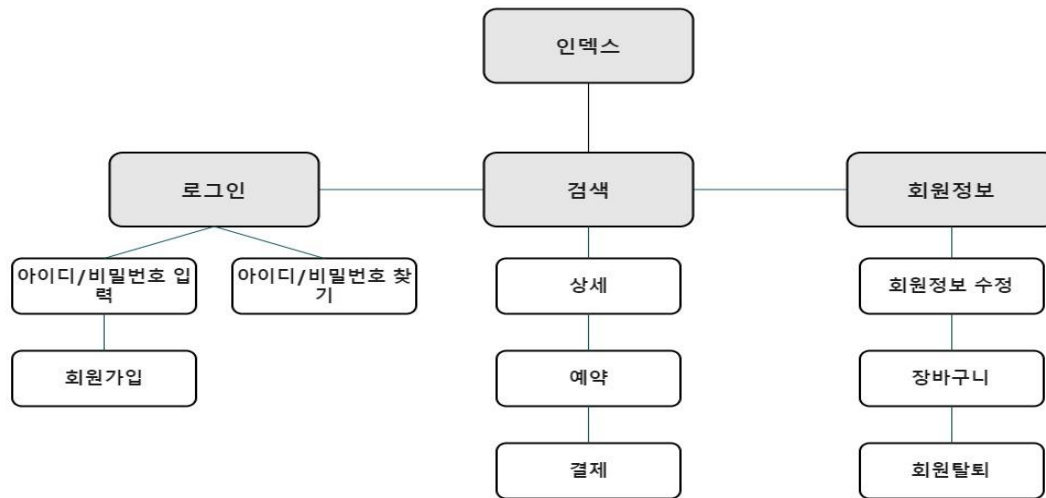 인덱스
로그인
검색
회원정보
아이디/비밀번호 입
력
아이디/비밀번호 찾
기
상세
회원정보 수정
회원가입
예약
장바구니
결제
회원탈퇴